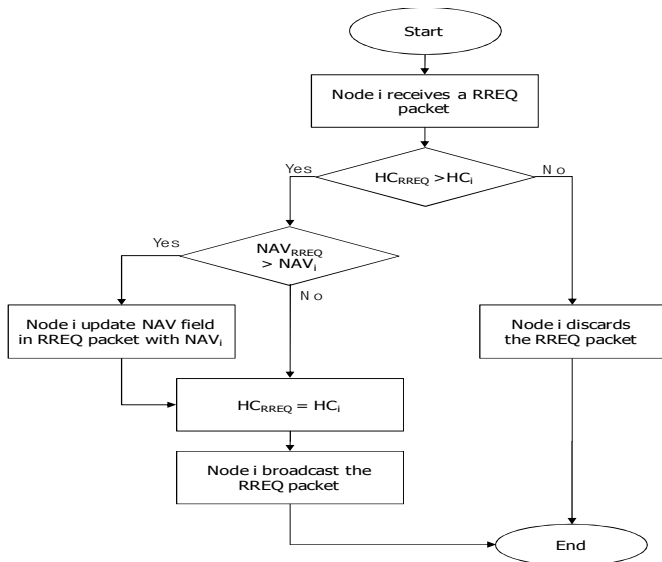 Start
Node i receives a RREQ
packet
Yes
HC_RREQ >HC_i
No
Yes
NAV_RREQ
> NAV_i
No
Node i update NAV field
in RREQ packet with NAV_i
Node i discards
the RREQ packet
HC_RREQ = HC_i
Node i broadcast the
RREQ packet
End